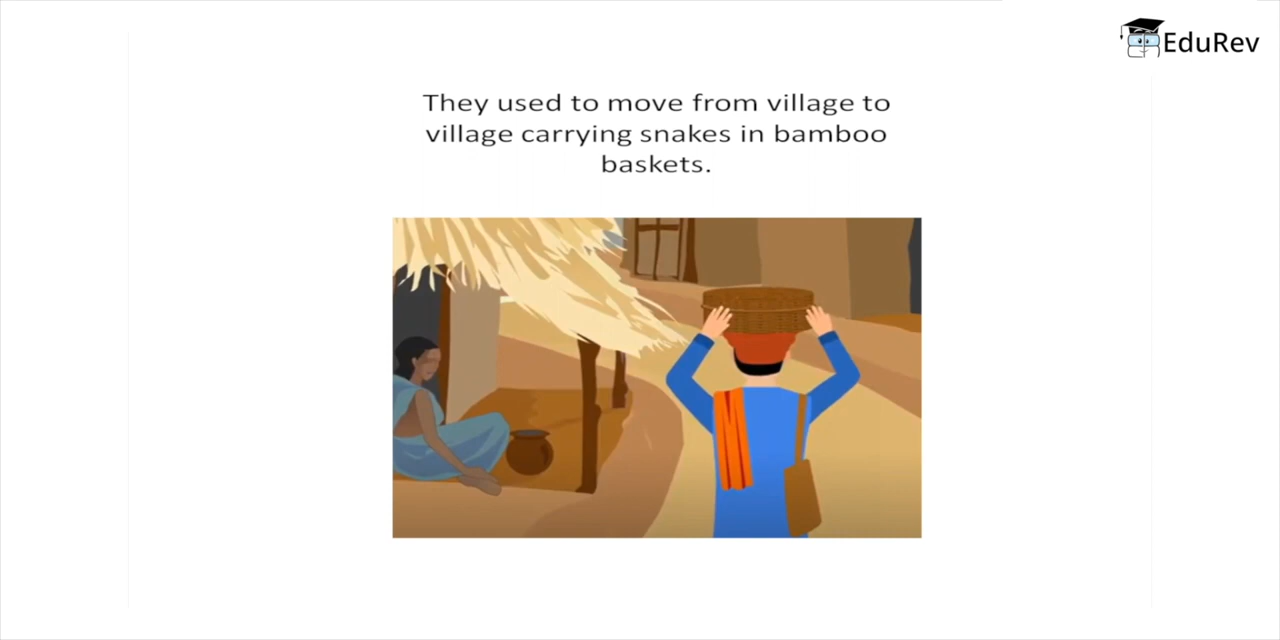 EduRev
They used to move from village to
village carrying snakes in bamboo
baskets.